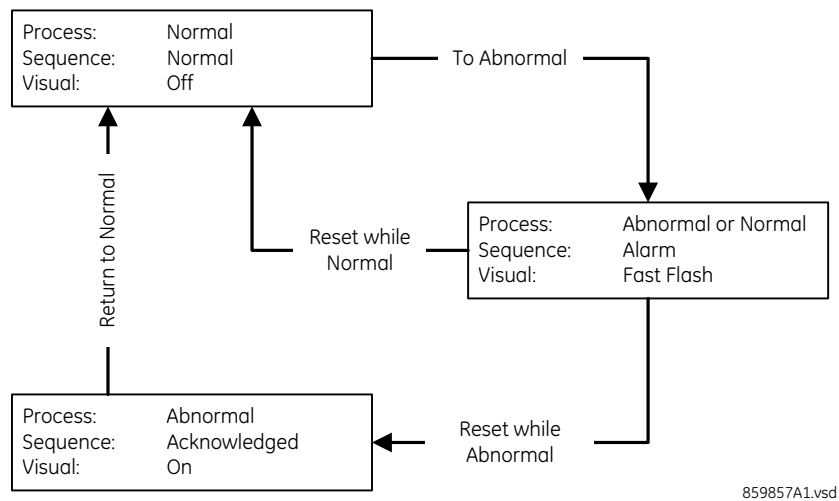 Process: Normal
Sequence: Normal
Visual: Off
To Abnormal
Process: Abnormal or Normal
Sequence: Alarm
Visual: Fast Flash
Reset while
Normal
Return to Normal
Process: Abnormal
Sequence: Acknowledged
Visual: On
Reset while
Abnormal
859857A1.vsd